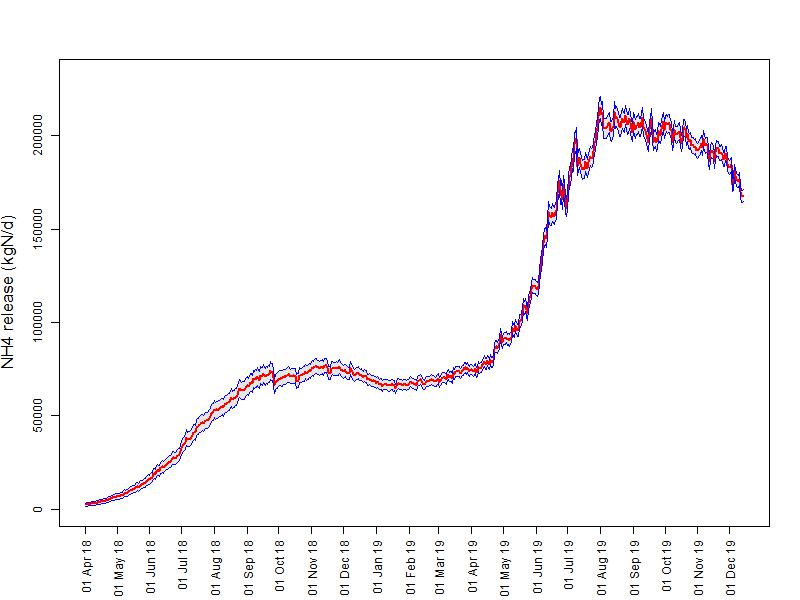 NH4 release (kgN/d)
200000
150000
100000
50000
0
01 Apr 18
01 May 18
01 Jun 18
01 Jul 18
01 Aug 18
01 Sep 18
01 Oct 18
01 Nov 18
01 Dec 18
01 Jan 19
01 Feb 19
01 Mar 19
01 Apr 19
01 May 19
01 Jun 19
01 Jul 19
01 Aug 19
01 Sep 19
01 Oct 19
01 Nov 19
01 Dec 19